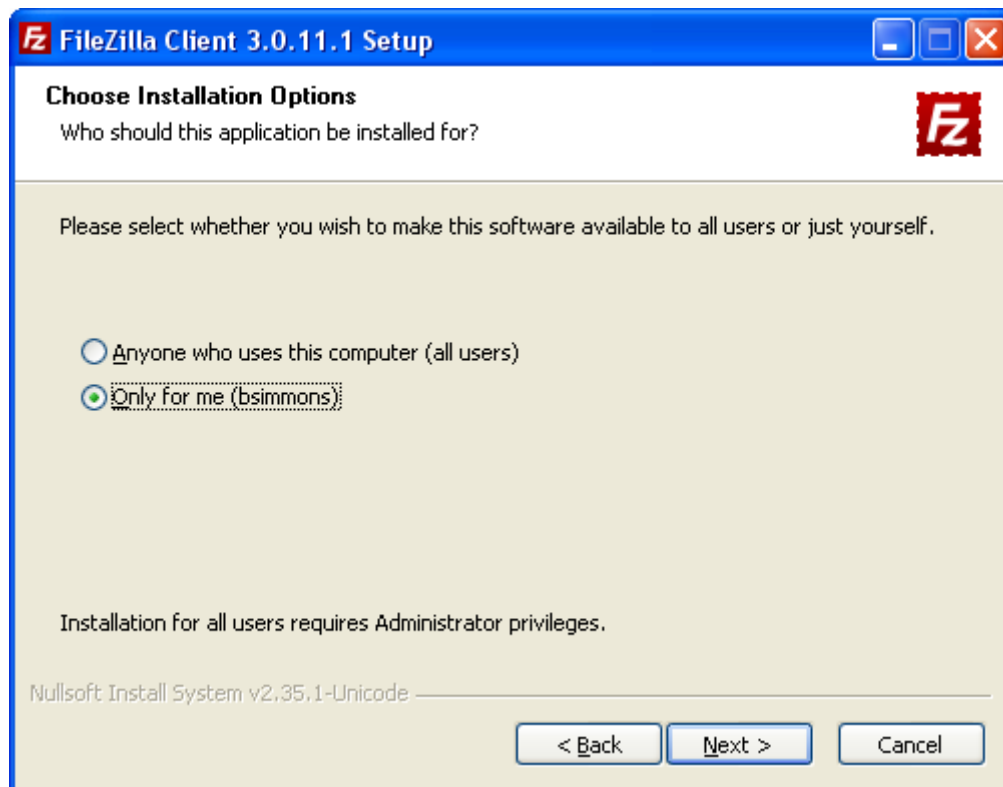 FileZilla Client 3.0.11.1 Setup
Choose Installation Options
Who should this application be installed for?
Fz
Please select whether you wish to make this software available to all users or just yourself.
Anyone who uses this computer (all users)
Only for me (bsimmons)
Installation for all users requires Administrator privileges.
Nullsoft Install System v2.35.1-Unicode
< Back Next > Cancel